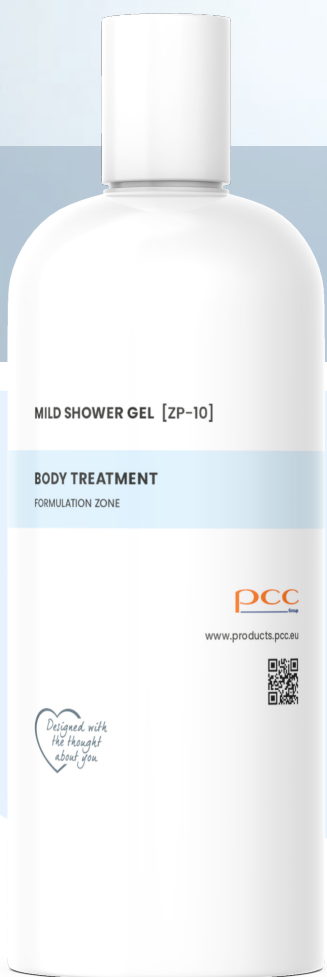 MILD SHOWER GEL [ZP-10]
BODY TREATMENT
FORMULATION ZONE
pcc
Group
www.products.pcc.eu
Designed with
the thought
about you